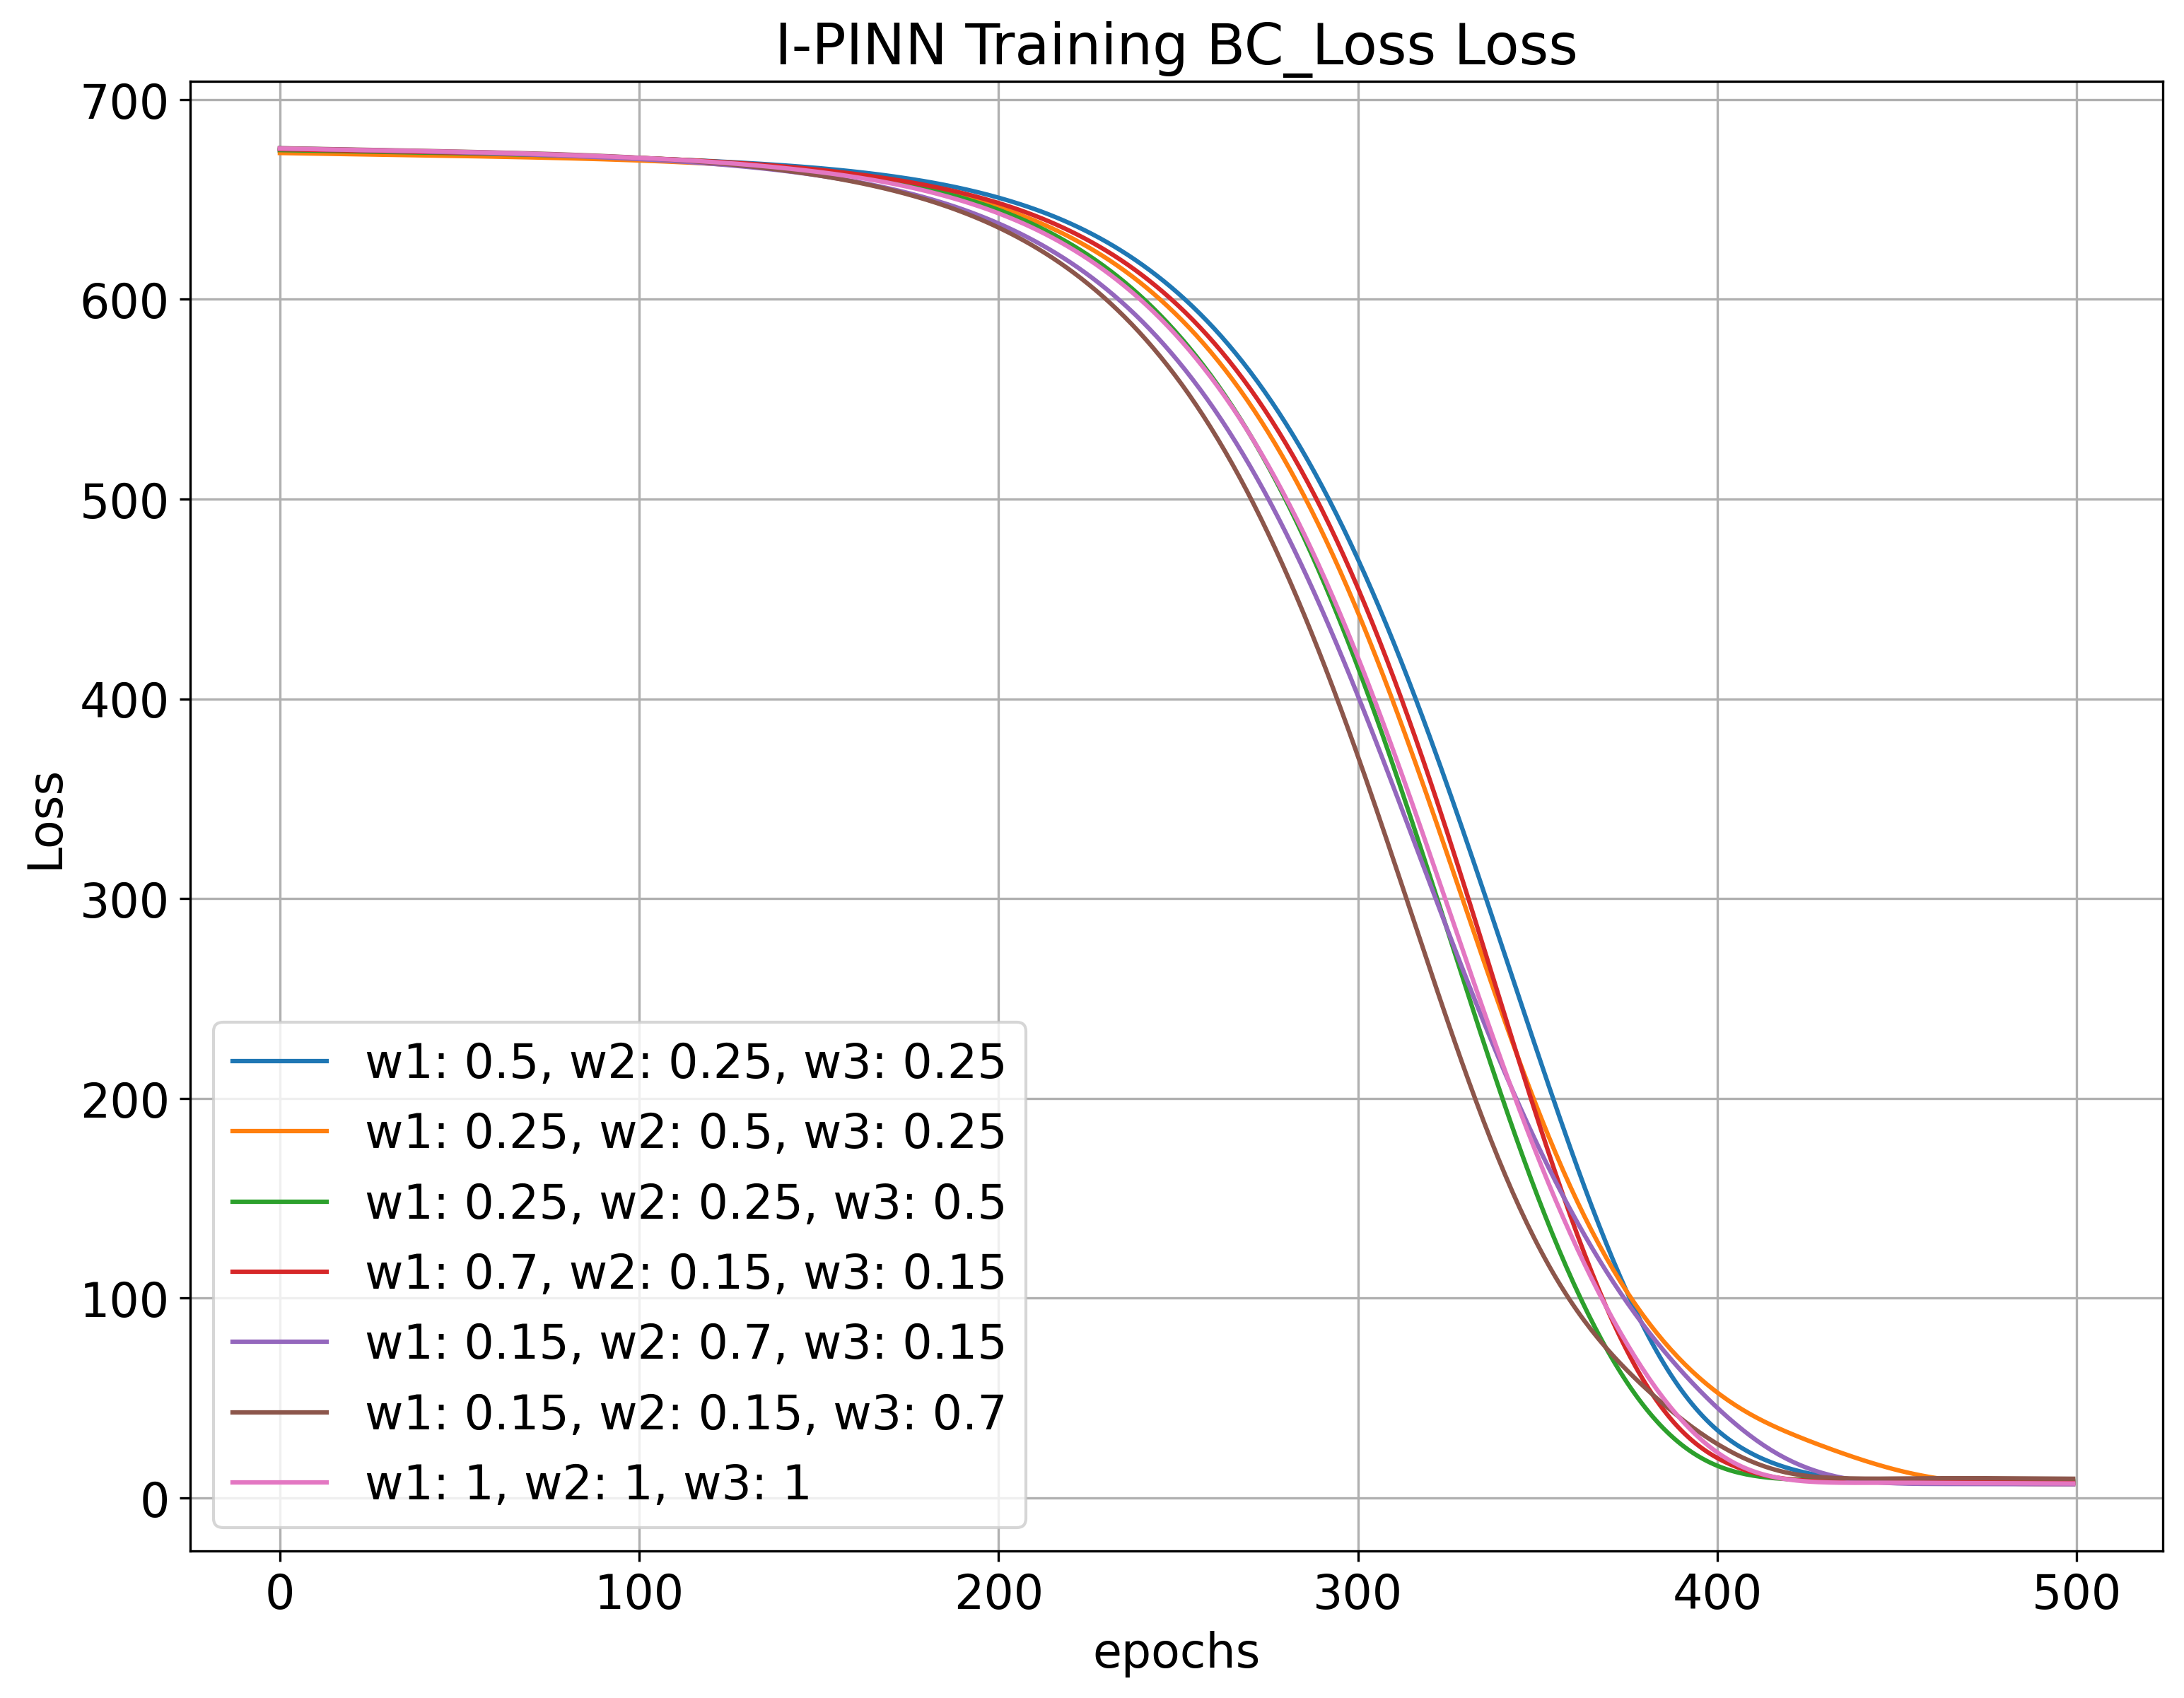 I-PINN Training BC_Loss Loss
700
600
500
400
300
200
100
0
Loss
w1: 0.5, w2: 0.25, w3: 0.25
w1: 0.25, w2: 0.5, w3: 0.25
w1: 0.25, w2: 0.25, w3: 0.5
w1: 0.7, w2: 0.15, w3: 0.15
w1: 0.15, w2: 0.7, w3: 0.15
w1: 0.15, w2: 0.15, w3: 0.7
w1: 1, w2: 1, w3: 1
0 100 200 300 400 500
epochs